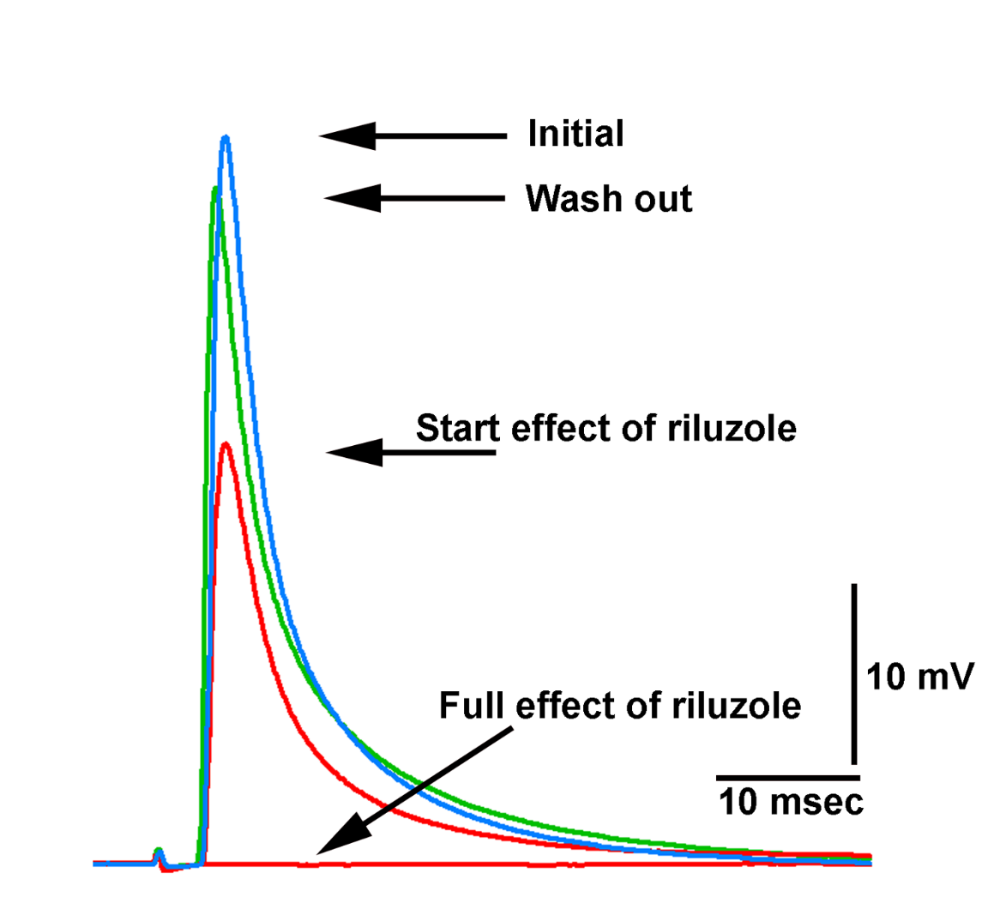 Initial
Wash out
Start effect of riluzole
Full effect of riluzole
10 mV
10 msec